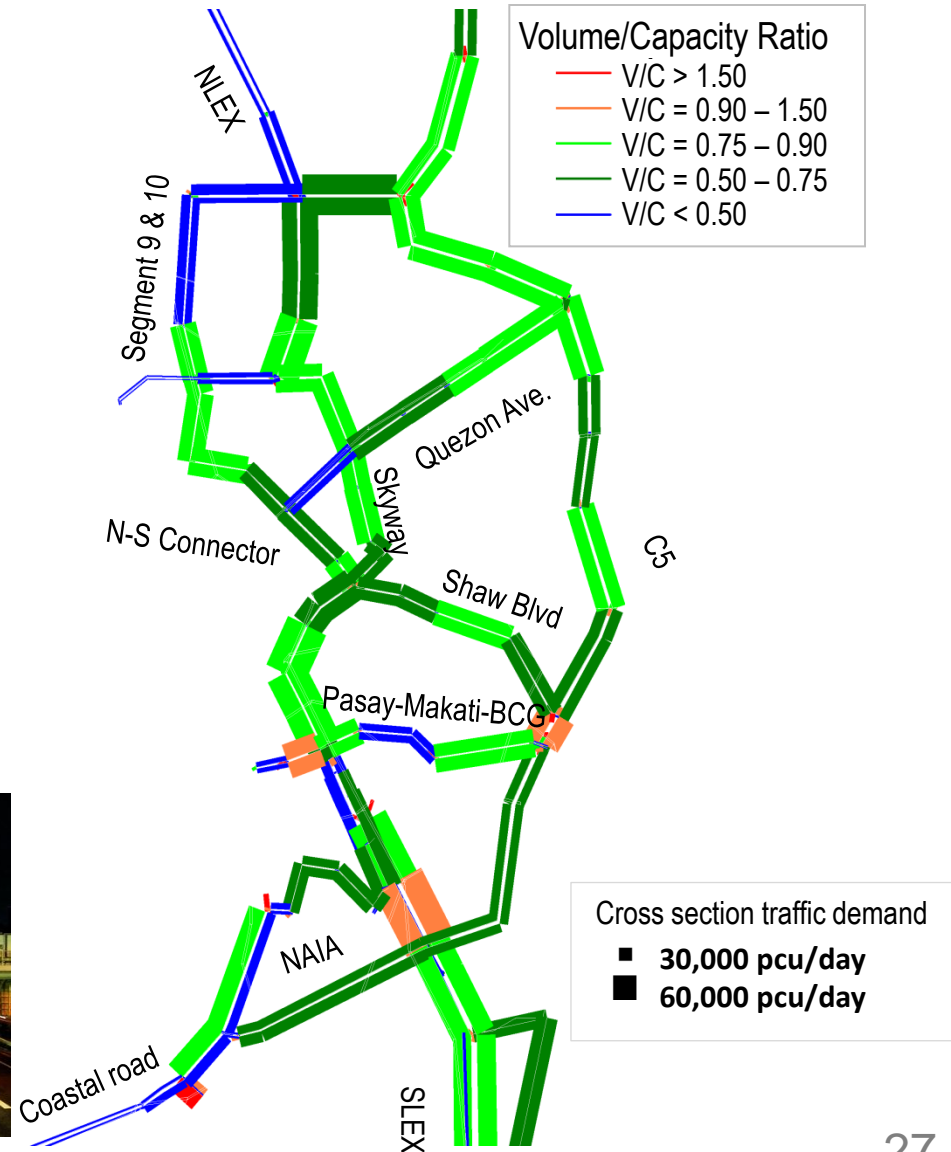 Volume/Capacity Ratio
V/C > 1.50
V/C = 0.90 – 1.50
V/C = 0.75 – 0.90
V/C = 0.50 – 0.75
V/C < 0.50
NLEX
Segment 9 & 10
Quezon Ave.
Skyway
N-S Connector
C5
Shaw Blvd
Pasay-Makati-BCG
Cross section traffic demand
30,000 pcu/day
60,000 pcu/day
NAIA
Coastal road
SLEX
27